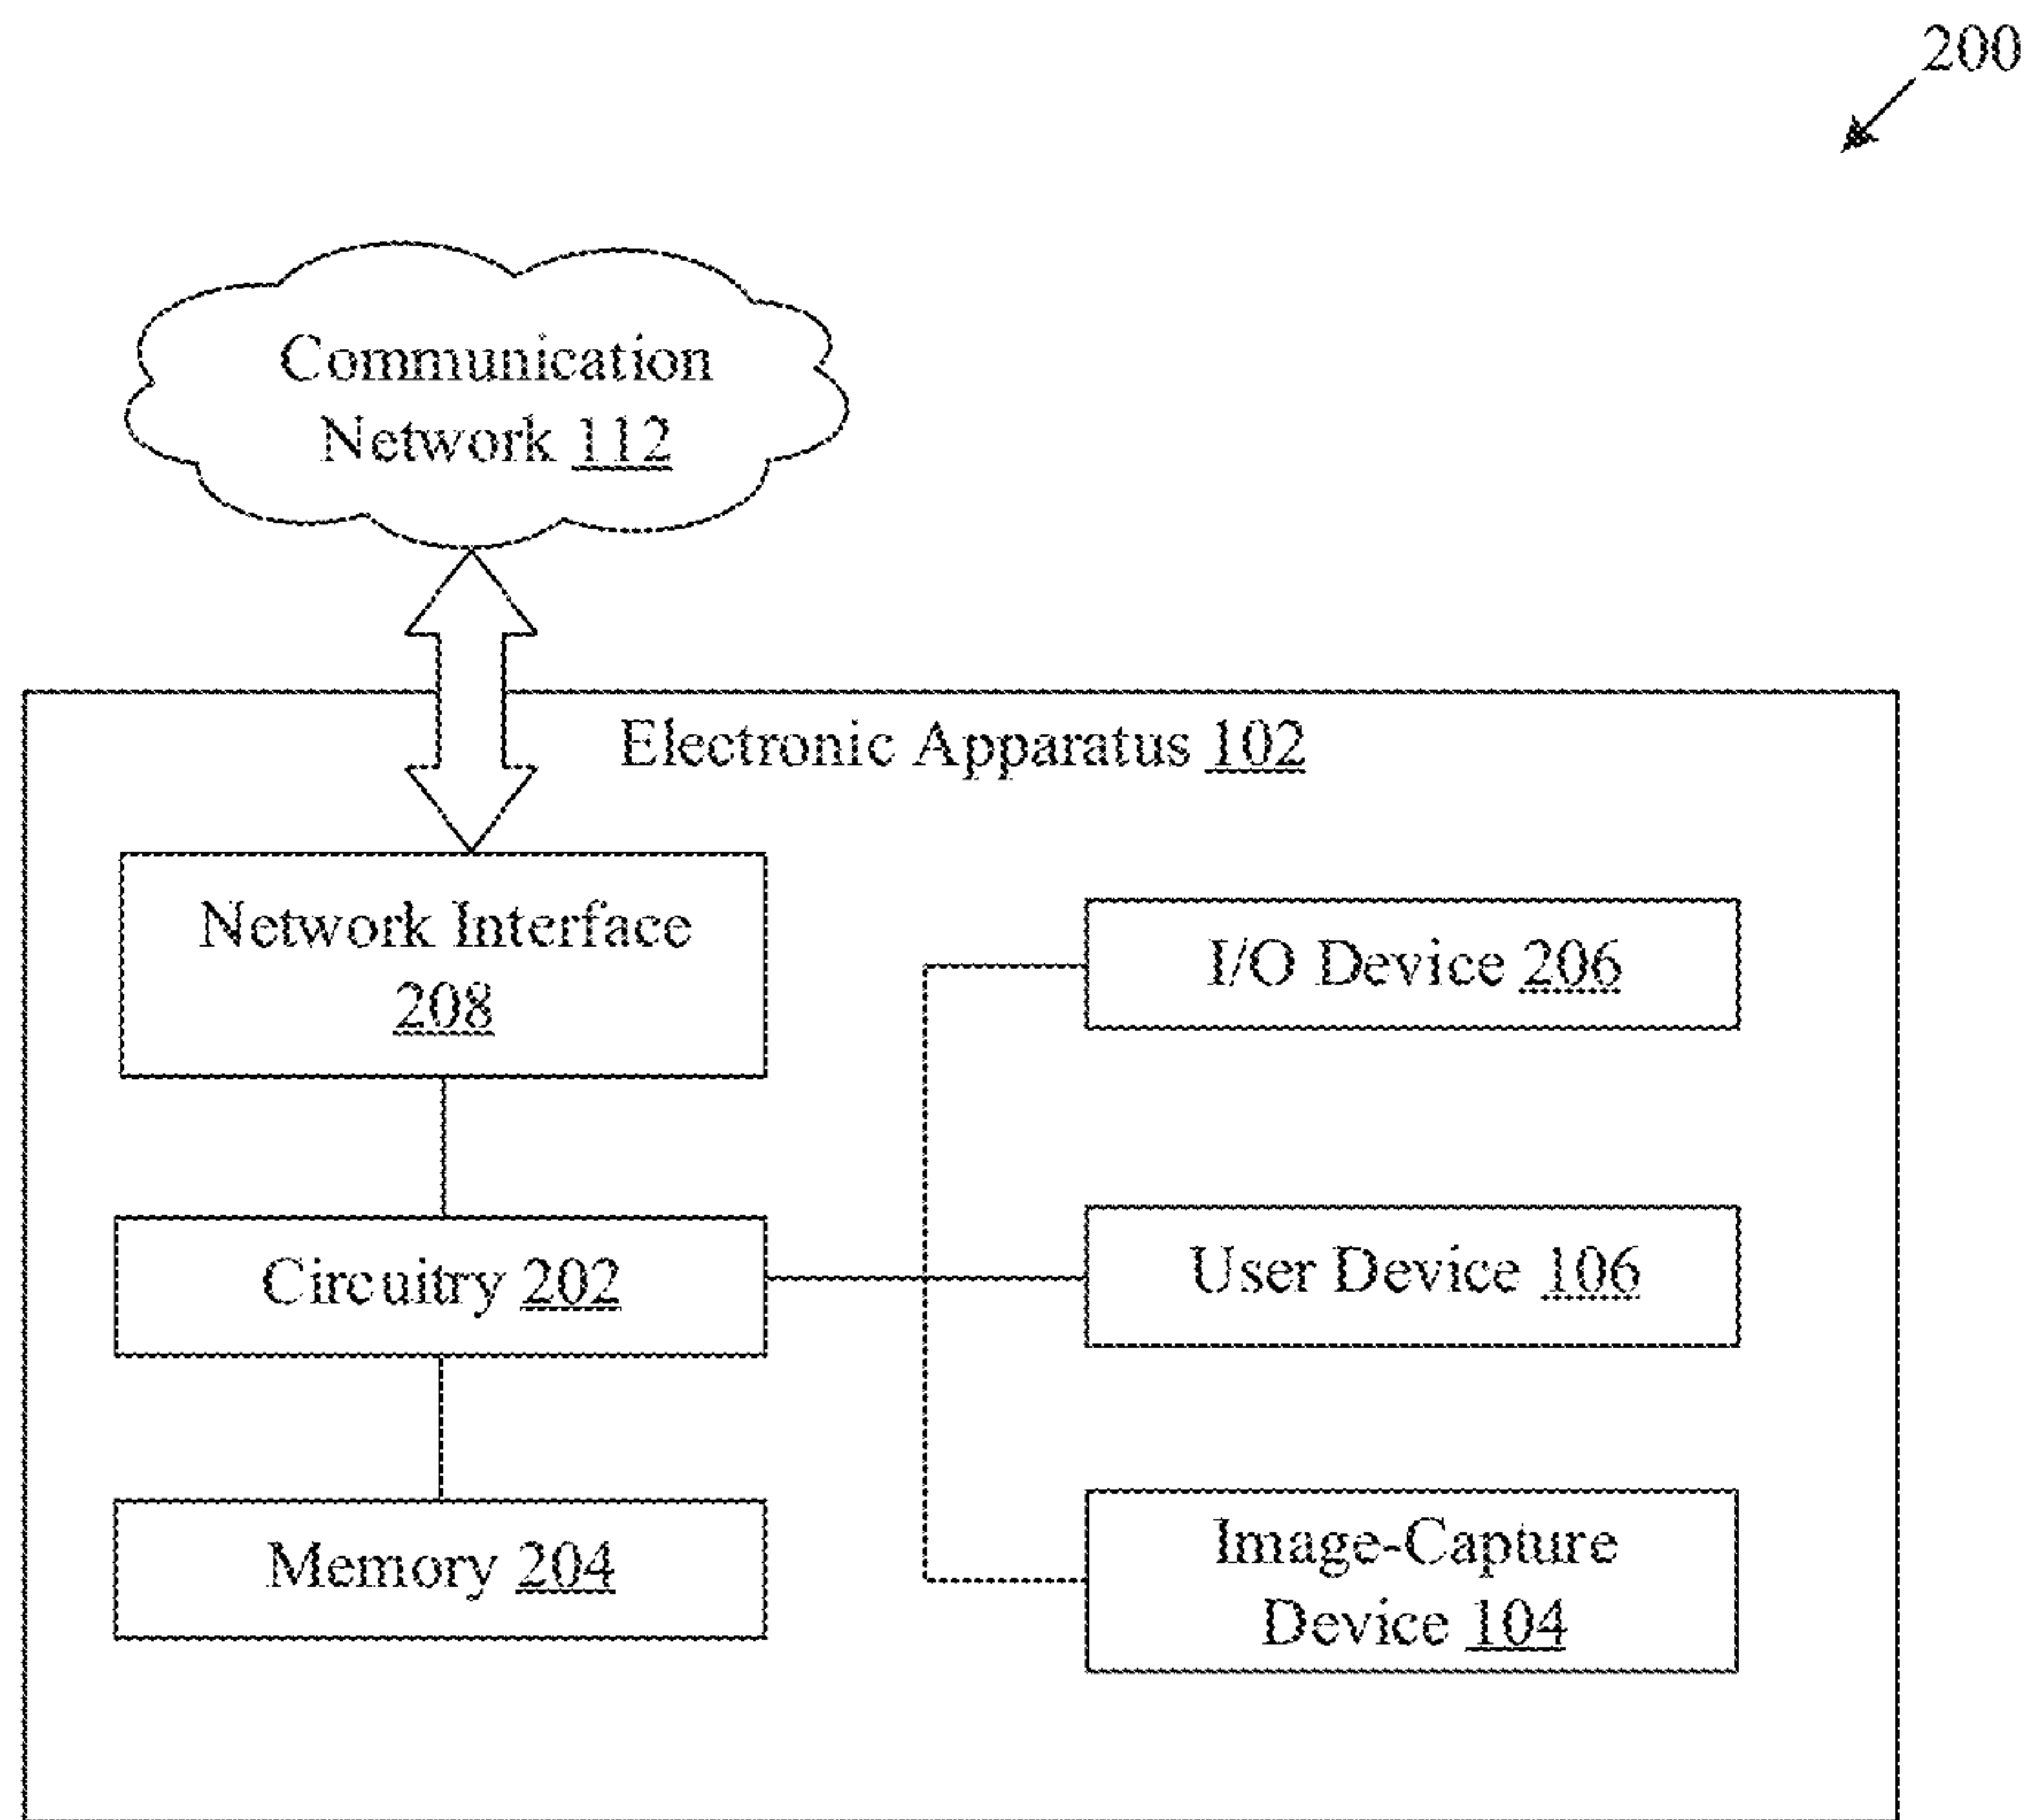 200
Communication
Network 112
Electronic Apparatus 102
Network Interface
208
I/O Device 206
Circuitry 202
User Device 106
Memory 204
Image-Capture
Device 104